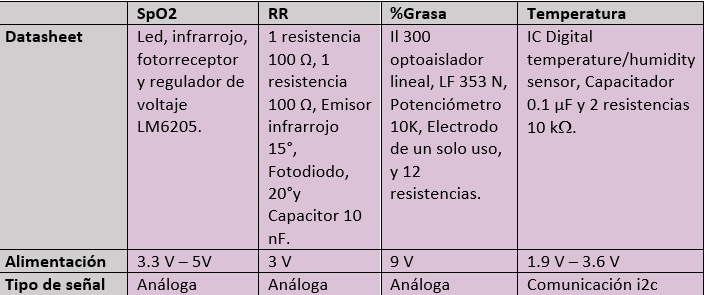 SpO2 RR %Grasa Temperatura
Datasheet
Led, infrarrojo,
fotorreceptor
y regulador de
voltaje
LM6205.
1 resistencia
100 Ω, 1
resistencia
100 Ω, Emisor
infrarrojo
15°,
Fotodiodo,
20°y
Capacitor 10
nF.
Il 300
optoaislador
lineal, LF 353 N,
Potenciómetro
10K, Electrodo
de un solo uso,
y 12
resistencias.
IC Digital
temperature/humidity
sensor, Capacitador
0.1 µF y 2 resistencias
10 kΩ.
Alimentación 3.3 V – 5V 3 V 9 V 1.9 V – 3.6 V
Tipo de señal Análoga Análoga Análoga Comunicación i2c